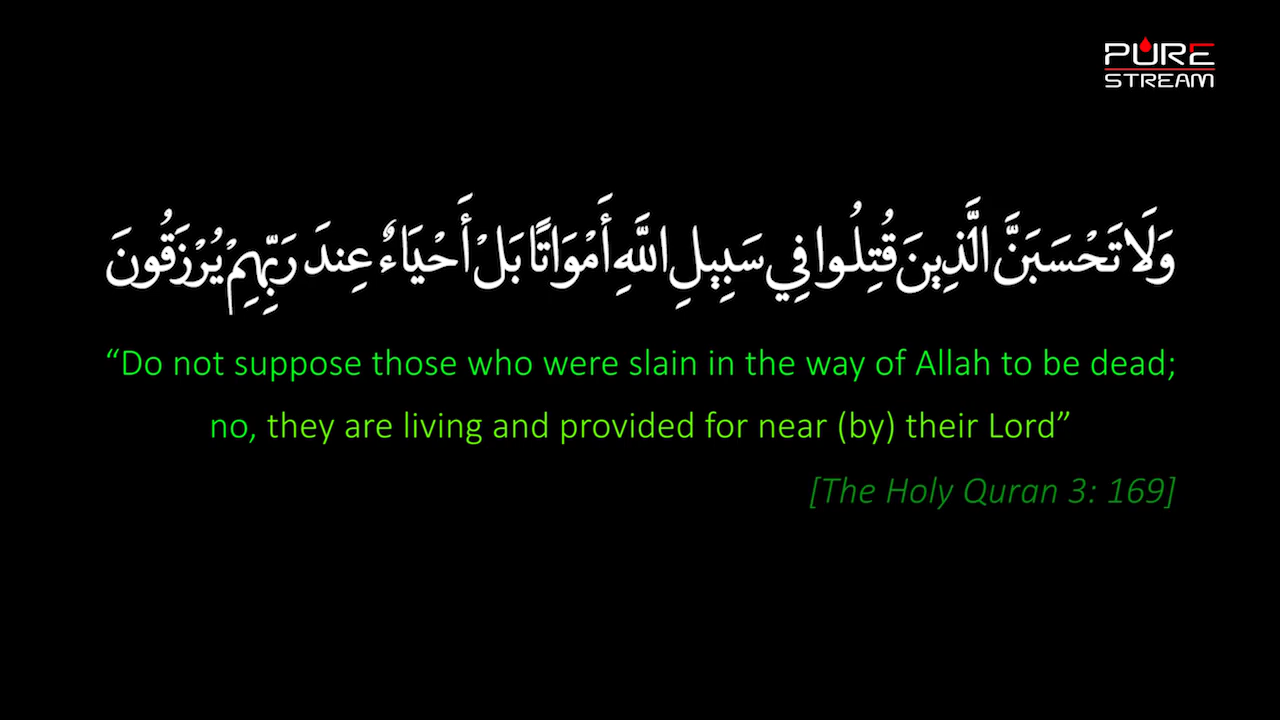 PURE
STREAM
وَلَا تَحْسَبَنَّ الَّذِينَ قُتِلُوا فِي سَبِيلِ اللَّهِ أَمْوَاتًا بَلْ أَحْيَاءٌ عِندَ رَبِّهِمْ يُرْزَقُونَ
“Do not suppose those who were slain in the way of Allah to be dead;
no, they are living and provided for near (by) their Lord”
[The Holy Quran 3: 169]